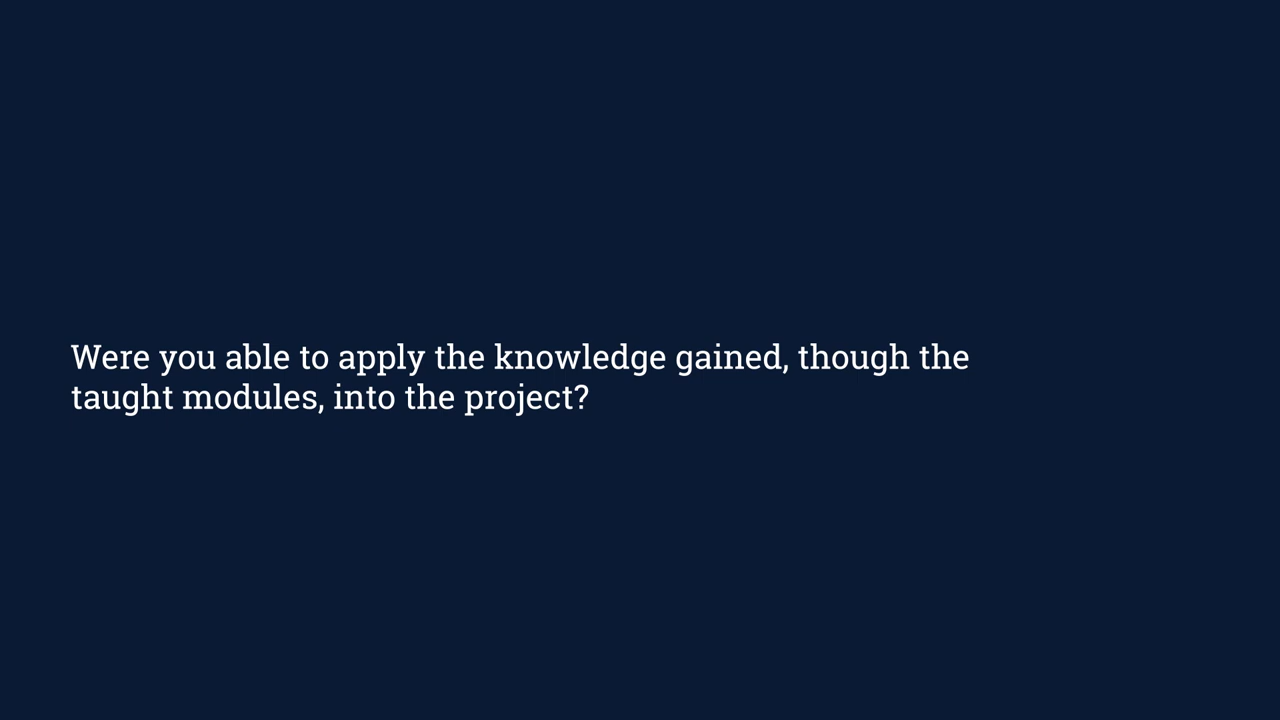 Were you able to apply the knowledge gained, though the
taught modules, into the project?